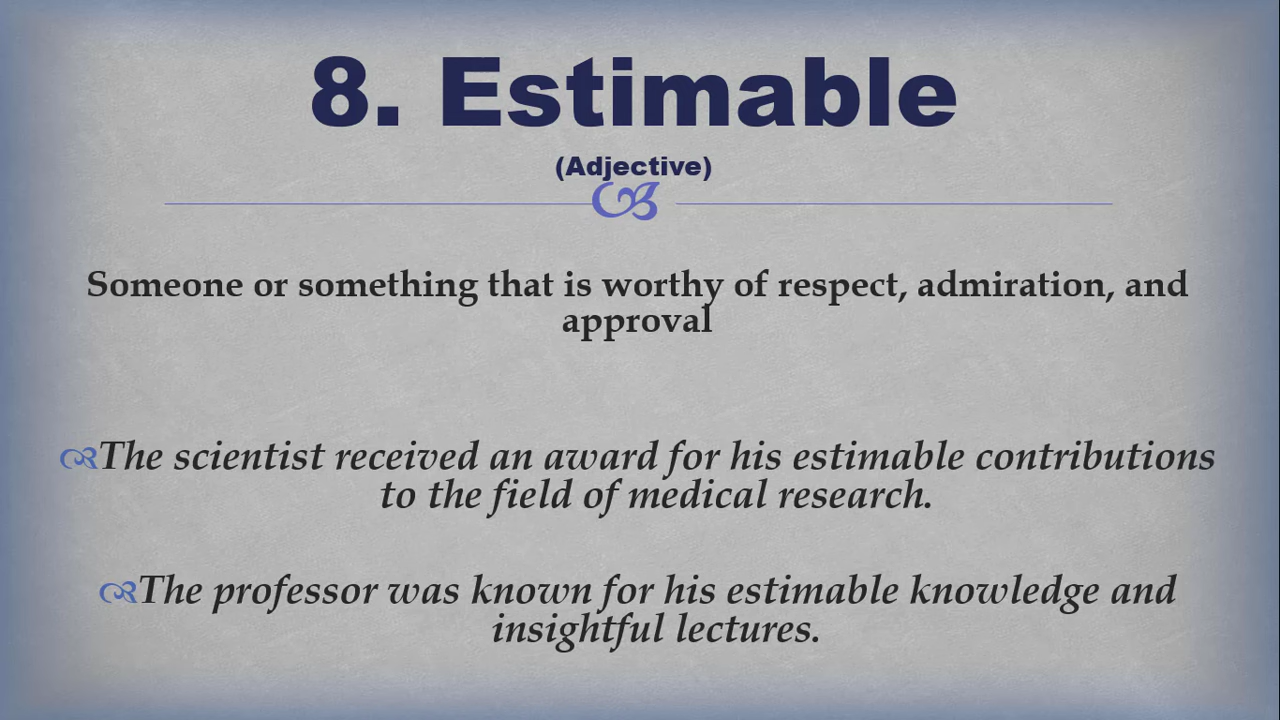 8. Estimable
(Adjective)
Someone or something that is worthy of respect, admiration, and
approval
The scientist received an award for his estimable contributions
to the field of medical research.
The professor was known for his estimable knowledge and
insightful lectures.